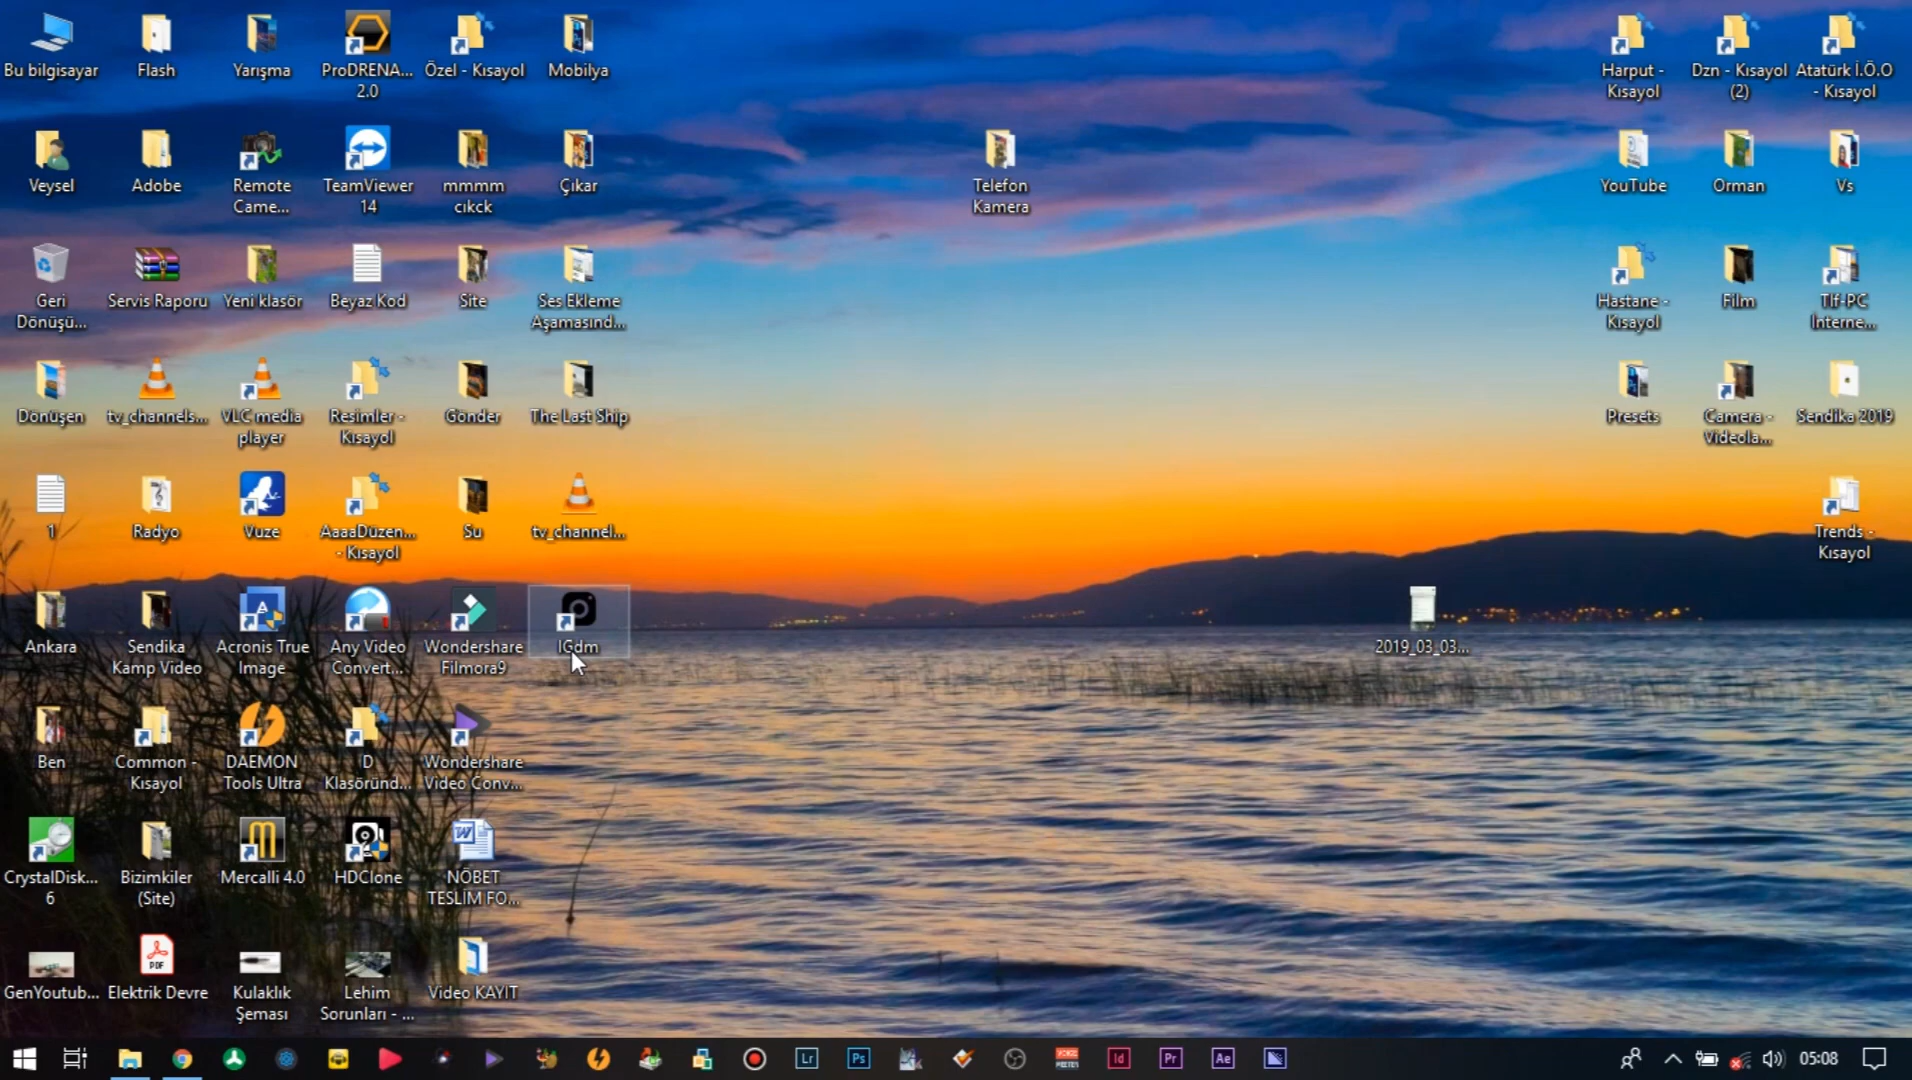 Bu bilgisayar
Flash
Yarışma
ProDRENA...
2.0
Özel - Kısayol
Mobilya
Harput -
Kısayol
Dzn - Kısayol
(2)
Atatürk İ.Ö.O
- Kısayol
Veysel
Adobe
Remote
Came...
TeamViewer
14
mmmm
cıkck
Çıkar
Telefon
Kamera
YouTube
Orman
Vs
Geri
Dönüşü...
Servis Raporu
Yeni klasör
Beyaz Kod
Site
Ses Ekleme
Aşamasınd...
Hastane -
Kısayol
Film
Tlf-PC
İnterne...
Dönüşen
tv_channels...
VLC media
player
Resimler -
Kısayol
Gönder
The Last Ship
Presets
Camera -
Videola...
Sendika 2019
1
Radyo
Vuze
AaaaDüzen...
- Kısayol
Su
tv_channel...
Trends -
Kısayol
Ankara
Sendika
Kamp Video
Acronis True
Image
Any Video
Convert...
Wondershare
Filmora9
IGdm
2019_03_03...
Ben
Common -
Kısayol
DAEMON
Tools Ultra
D
Klasöründ...
Wondershare
Video Conv...
CrystalDisk...
6
Bizimkiler
(Site)
Mercalli 4.0
HDClone
NÖBET
TESLİM FO...
PDF
GenYoutub...
Elektrik Devre
Kulaklık
Şeması
Lehim
Sorunları - ...
Video KAYIT
Lr
Ps
Id
Pr
Ae
05:08